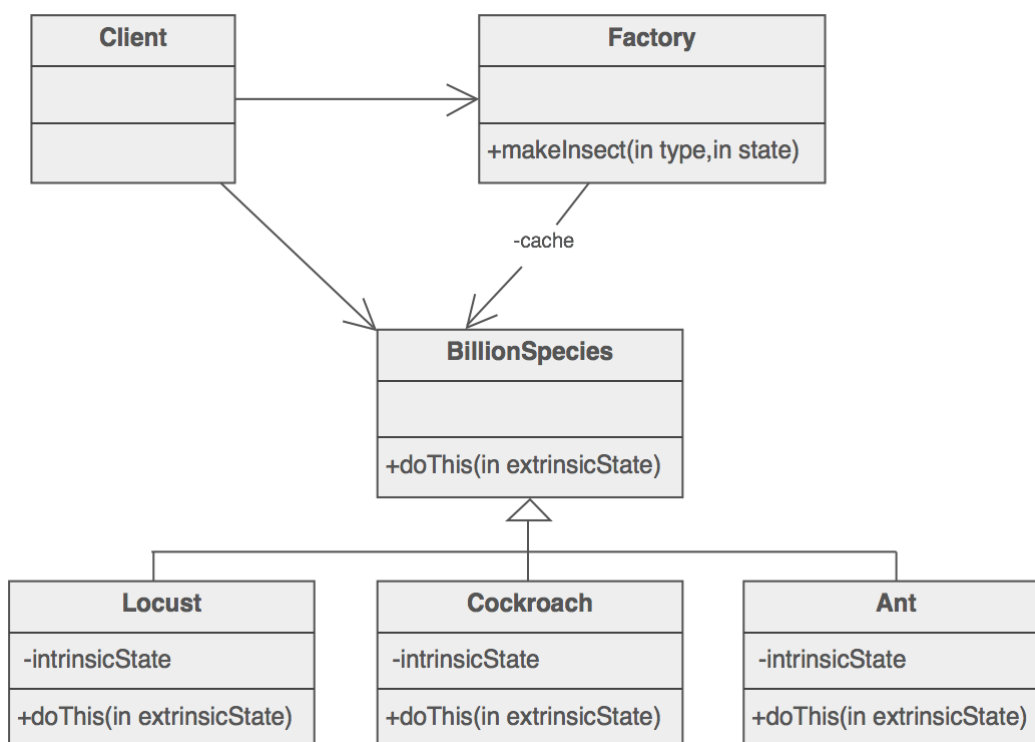 Client
Factory
+makeInsect(in type,in state)
-cache
BillionSpecies
+doThis(in extrinsicState)
Locust
-intrinsicState
+doThis(in extrinsicState)
Cockroach
-intrinsicState
+doThis(in extrinsicState)
Ant
-intrinsicState
+doThis(in extrinsicState)